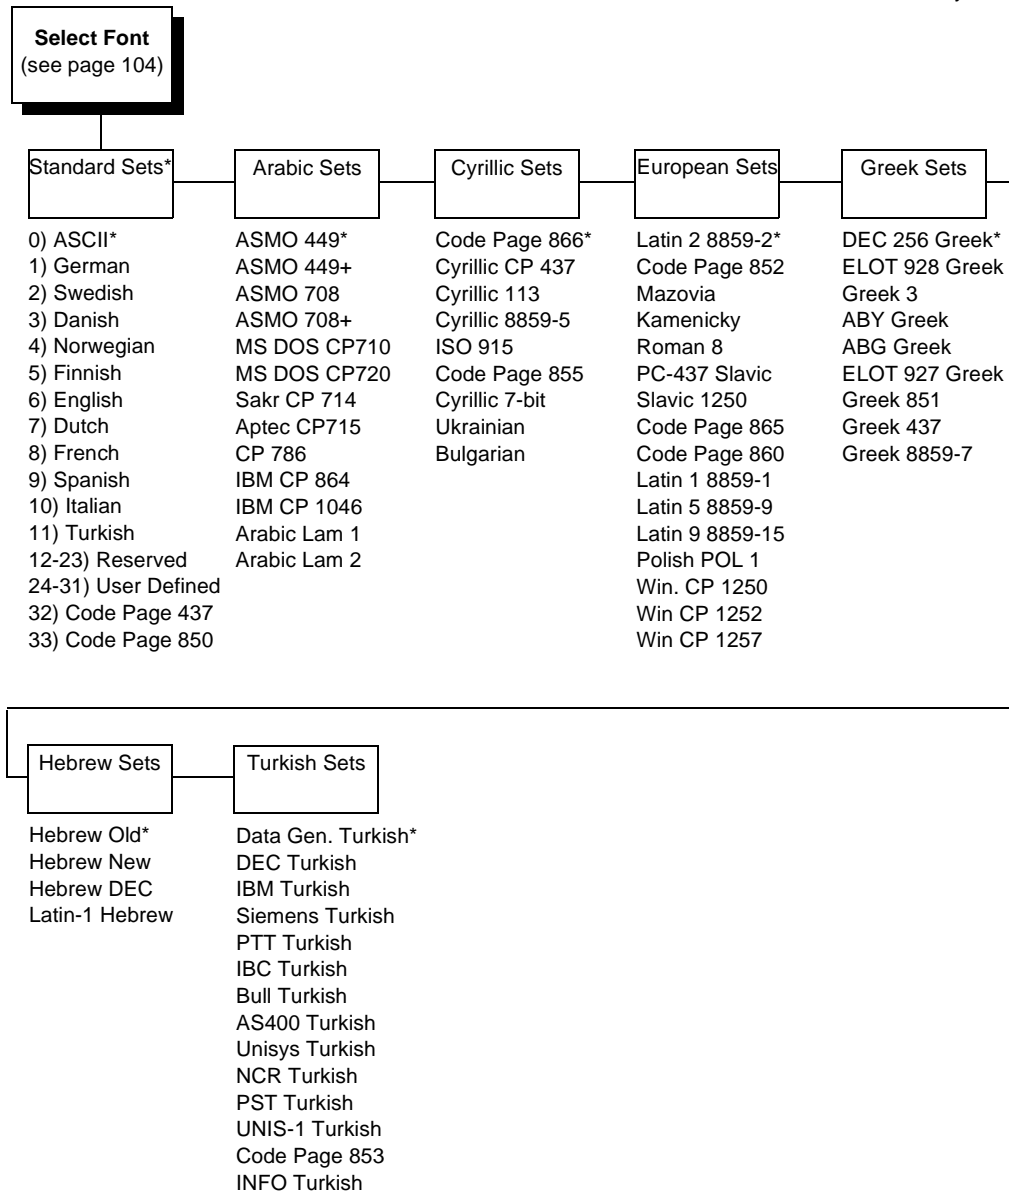 Select Font
(see page 104)
Standard Sets*
0) ASCII*
1) German
2) Swedish
3) Danish
4) Norwegian
5) Finnish
6) English
7) Dutch
8) French
9) Spanish
10) Italian
11) Turkish
12-23) Reserved
24-31) User Defined
32) Code Page 437
33) Code Page 850
Arabic Sets
ASMO 449*
ASMO 449+
ASMO 708
ASMO 708+
MS DOS CP710
MS DOS CP720
Sakr CP 714
Aptec CP715
CP 786
IBM CP 864
IBM CP 1046
Arabic Lam 1
Arabic Lam 2
Cyrillic Sets
Code Page 866*
Cyrillic CP 437
Cyrillic 113
Cyrillic 8859-5
ISO 915
Code Page 855
Cyrillic 7-bit
Ukrainian
Bulgarian
European Sets
Latin 2 8859-2*
Code Page 852
Mazovia
Kamenicky
Roman 8
PC-437 Slavic
Slavic 1250
Code Page 865
Code Page 860
Latin 1 8859-1
Latin 5 8859-9
Latin 9 8859-15
Polish POL 1
Win. CP 1250
Win CP 1252
Win CP 1257
Greek Sets
DEC 256 Greek*
ELOT 928 Greek
Greek 3
ABY Greek
ABG Greek
ELOT 927 Greek
Greek 851
Greek 437
Greek 8859-7
Hebrew Sets
Hebrew Old*
Hebrew New
Hebrew DEC
Latin-1 Hebrew
Turkish Sets
Data Gen. Turkish*
DEC Turkish
IBM Turkish
Siemens Turkish
PTT Turkish
IBC Turkish
Bull Turkish
AS400 Turkish
Unisys Turkish
NCR Turkish
PST Turkish
UNIS-1 Turkish
Code Page 853
INFO Turkish